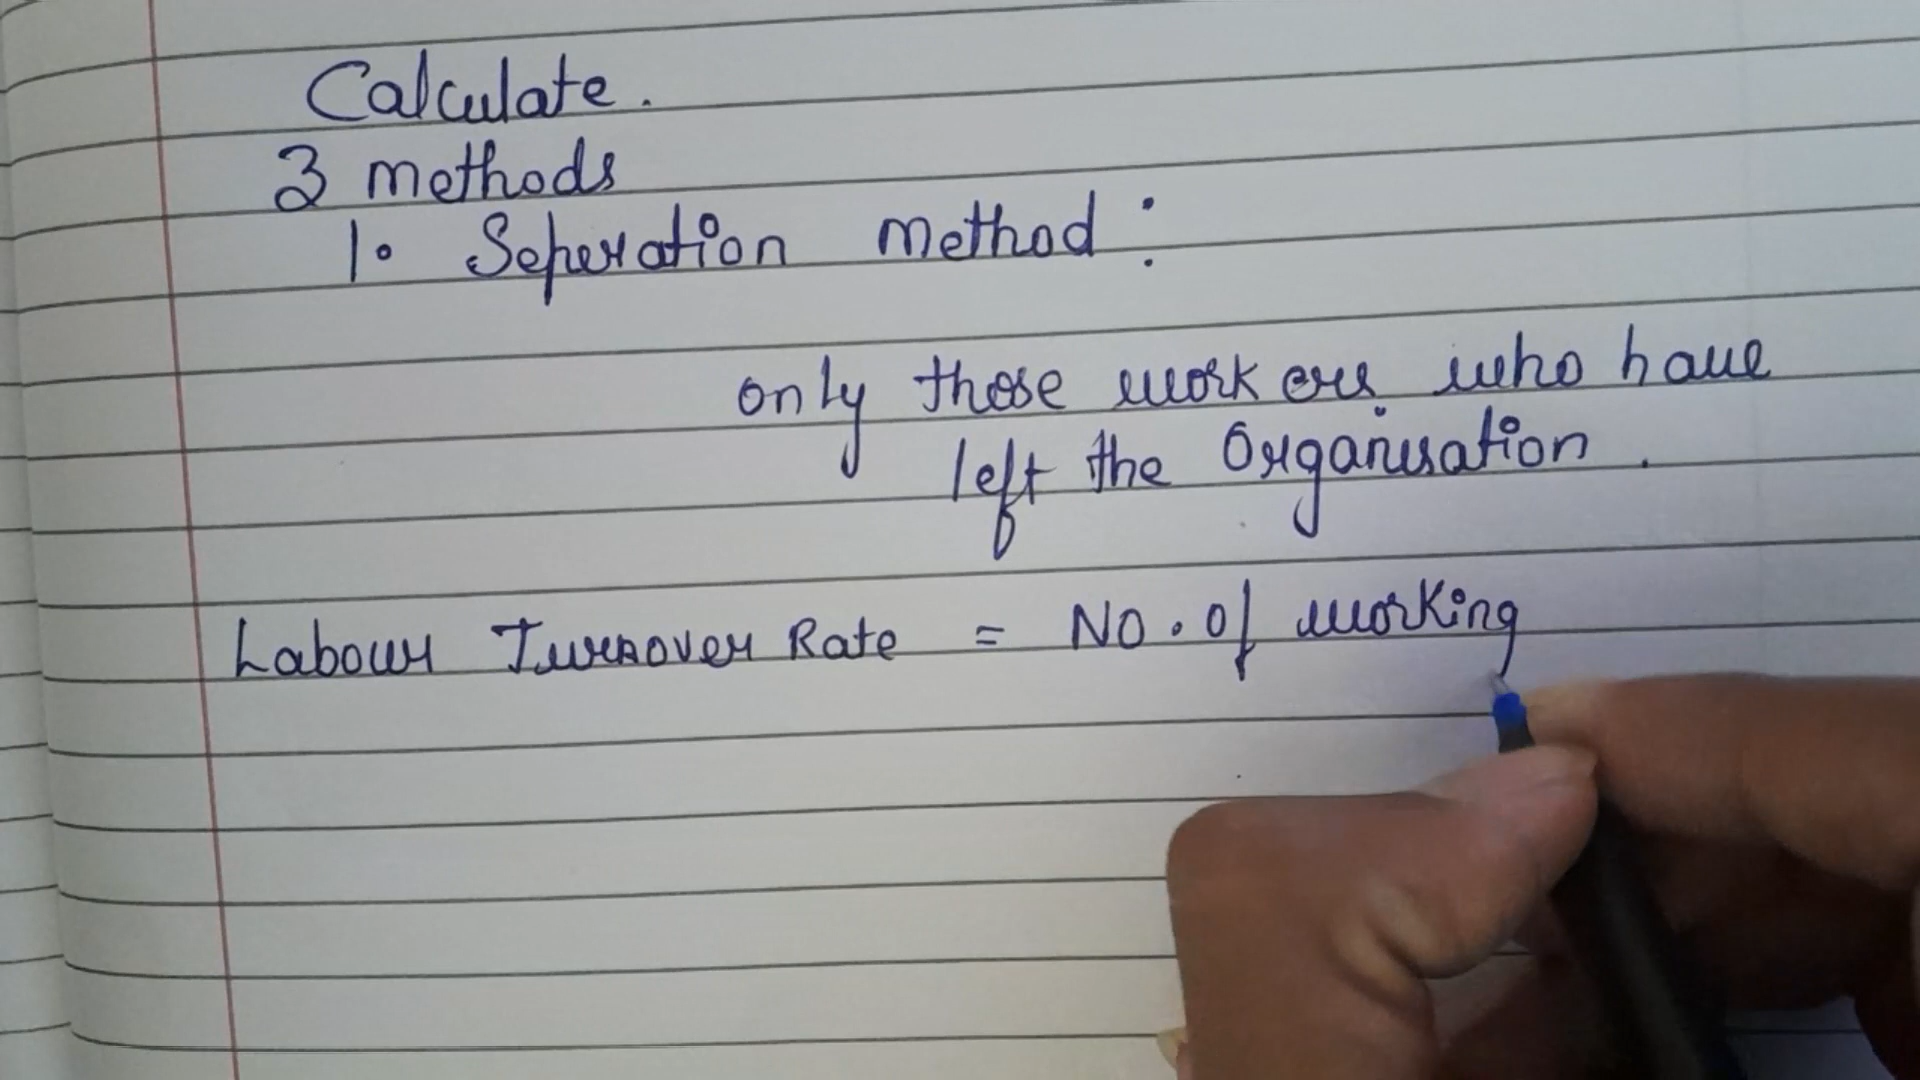 Calculate.
3 methods
1. Seperation method :
only those workers who have
left the Organisation.
Labour Turnover Rate = No. of working